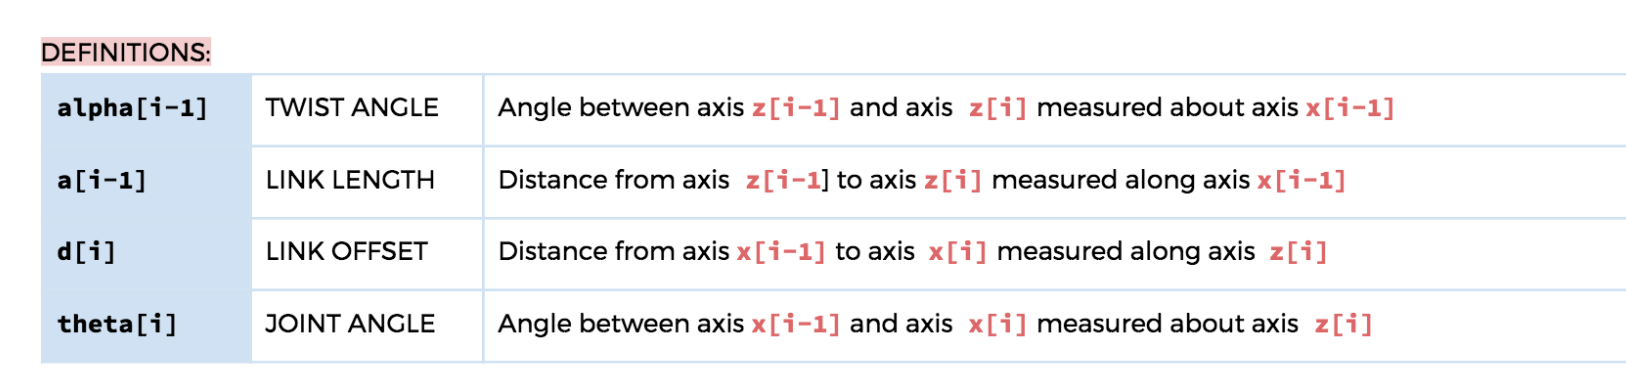 DEFINITIONS:
alpha[i-1] TWIST ANGLE Angle between axis z[i-1] and axis z[i] measured about axis x[i-1]
a[i-1] LINK LENGTH Distance from axis z[i-1] to axis z[i] measured along axis x[i-1]
d[i] LINK OFFSET Distance from axis x[i-1] to axis x[i] measured along axis z[i]
theta[i] JOINT ANGLE Angle between axis x[i-1] and axis x[i] measured about axis z[i]